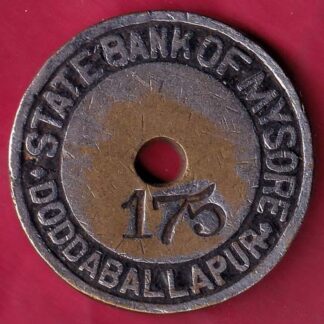 STATE BANK OF MYSORE
DODDABALLAPUR
175